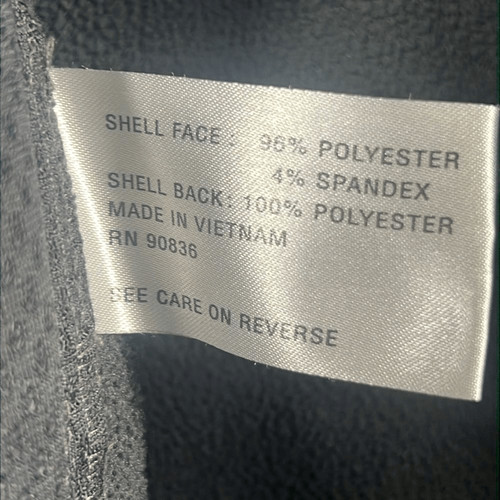 SHELL FACE : 96% POLYESTER
4% SPANDEX
SHELL BACK: 100% POLYESTER
MADE IN VIETNAM
RN 90836
SEE CARE ON REVERSE